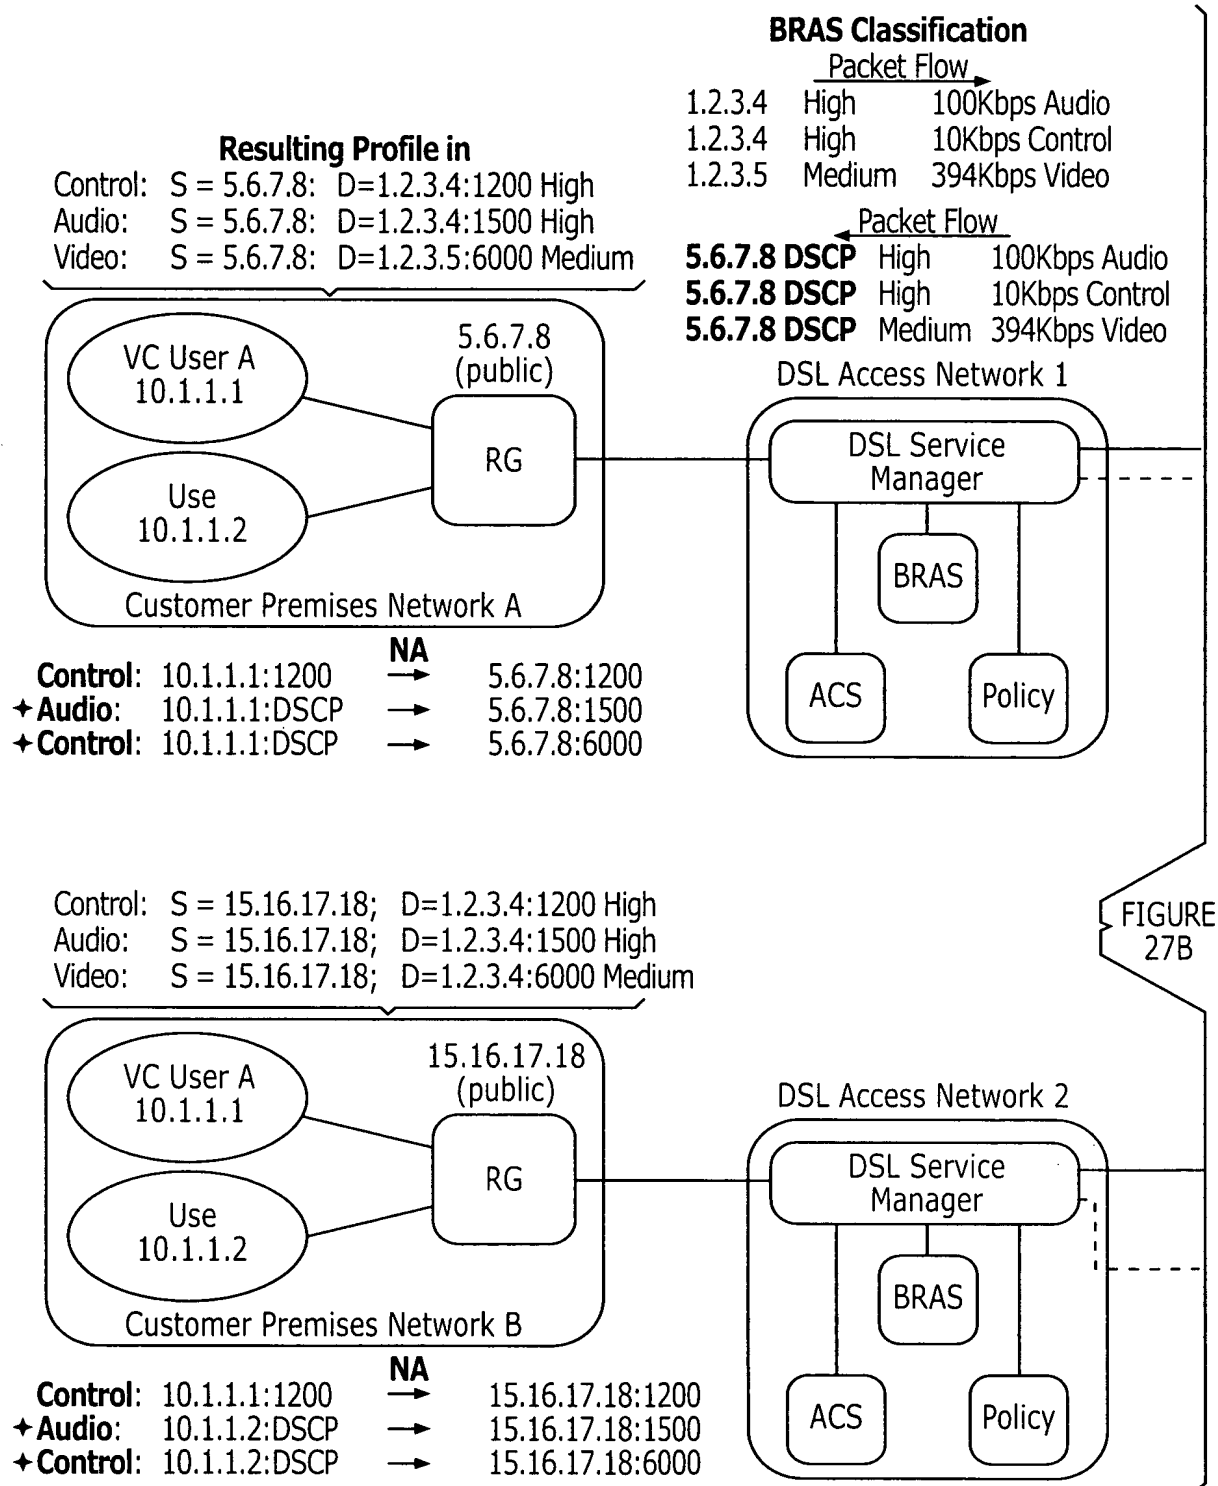 BRAS Classification
Packet Flow
1.2.3.4 High 100Kbps Audio
1.2.3.4 High 10Kbps Control
1.2.3.5 Medium 394Kbps Video
Packet Flow
5.6.7.8 DSCP High 100Kbps Audio
5.6.7.8 DSCP High 10Kbps Control
5.6.7.8 DSCP Medium 394Kbps Video
Resulting Profile in
Control: S = 5.6.7.8: D=1.2.3.4:1200 High
Audio: S = 5.6.7.8: D=1.2.3.4:1500 High
Video: S = 5.6.7.8: D=1.2.3.5:6000 Medium
VC User A
10.1.1.1
Use
10.1.1.2
5.6.7.8
(public)
RG
Customer Premises Network A
DSL Access Network 1
DSL Service
Manager
BRAS
ACS
Policy
NA
Control: 10.1.1.1:1200 → 5.6.7.8:1200
✦Audio: 10.1.1.1:DSCP → 5.6.7.8:1500
✦Control: 10.1.1.1:DSCP → 5.6.7.8:6000
FIGURE
27B
Control: S = 15.16.17.18; D=1.2.3.4:1200 High
Audio: S = 15.16.17.18; D=1.2.3.4:1500 High
Video: S = 15.16.17.18; D=1.2.3.4:6000 Medium
VC User A
10.1.1.1
Use
10.1.1.2
15.16.17.18
(public)
RG
Customer Premises Network B
DSL Access Network 2
DSL Service
Manager
BRAS
ACS
Policy
NA
Control: 10.1.1.1:1200 → 15.16.17.18:1200
✦Audio: 10.1.1.2:DSCP → 15.16.17.18:1500
✦Control: 10.1.1.2:DSCP → 15.16.17.18:6000